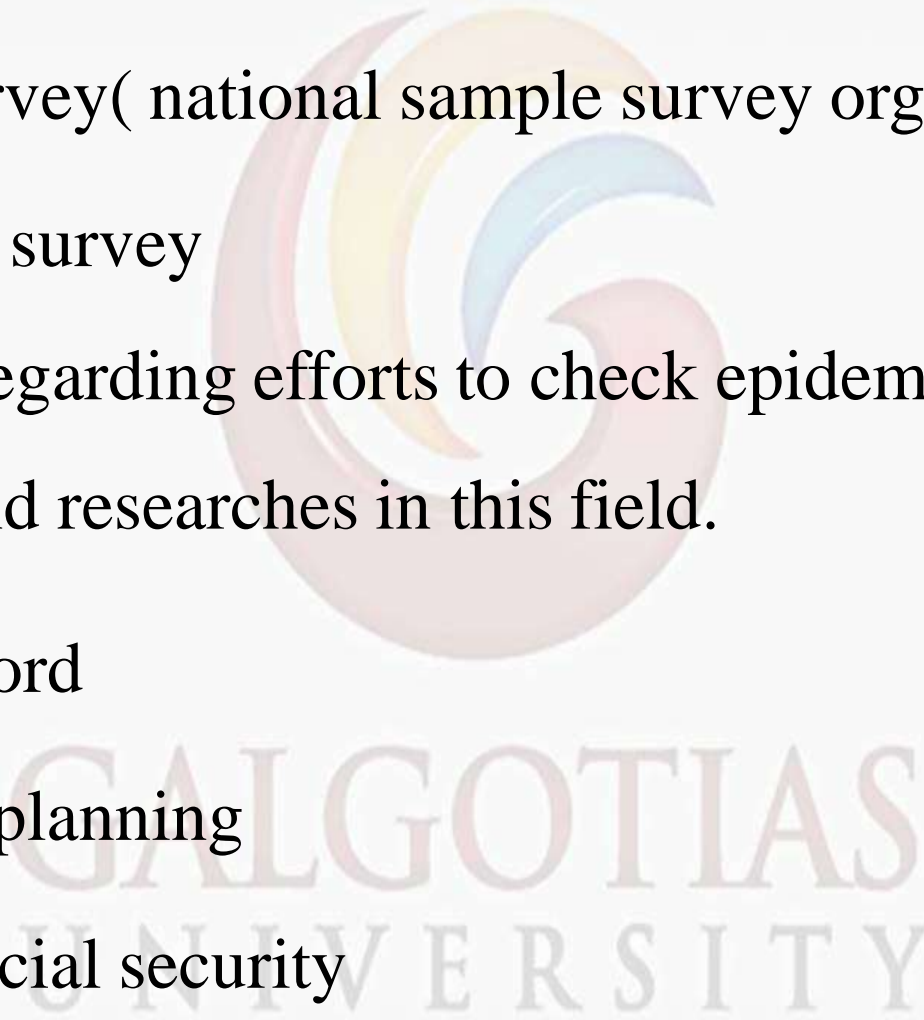 rvey( national sample survey org
survey
egarding efforts to check epidem
d researches in this field.
ord
planning
cial security
GALGOTIAS
UNIVERSITY